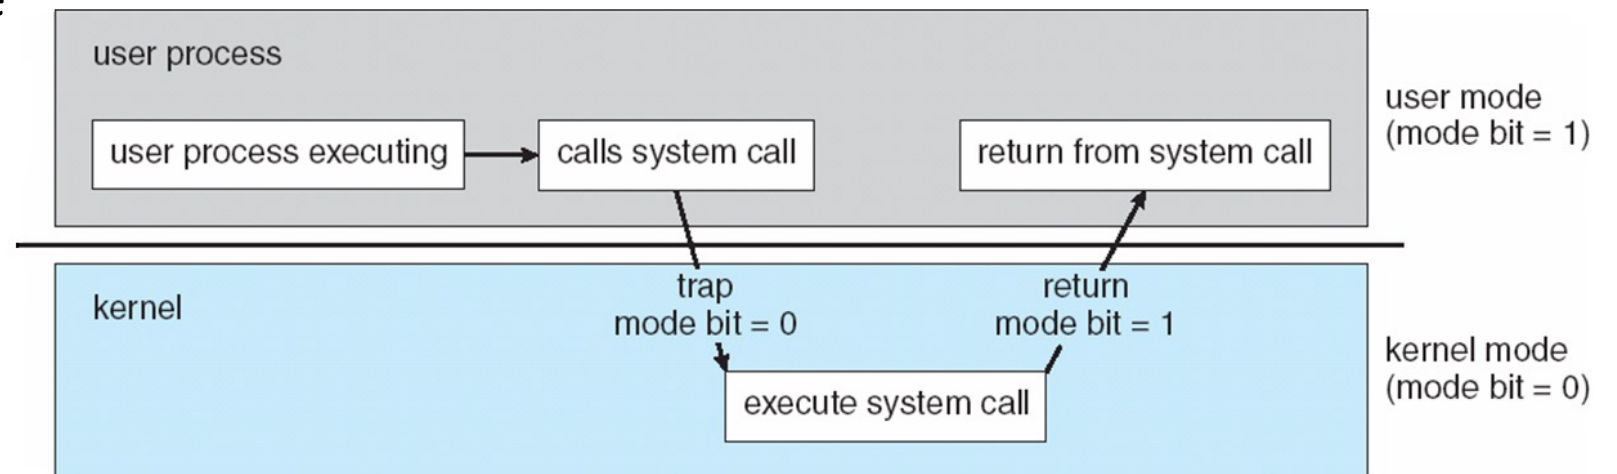 user process
user mode
(mode bit = 1)
user process executing
calls system call
return from system call
kernel
trap
mode bit = 0
return
mode bit = 1
kernel mode
(mode bit = 0)
execute system call